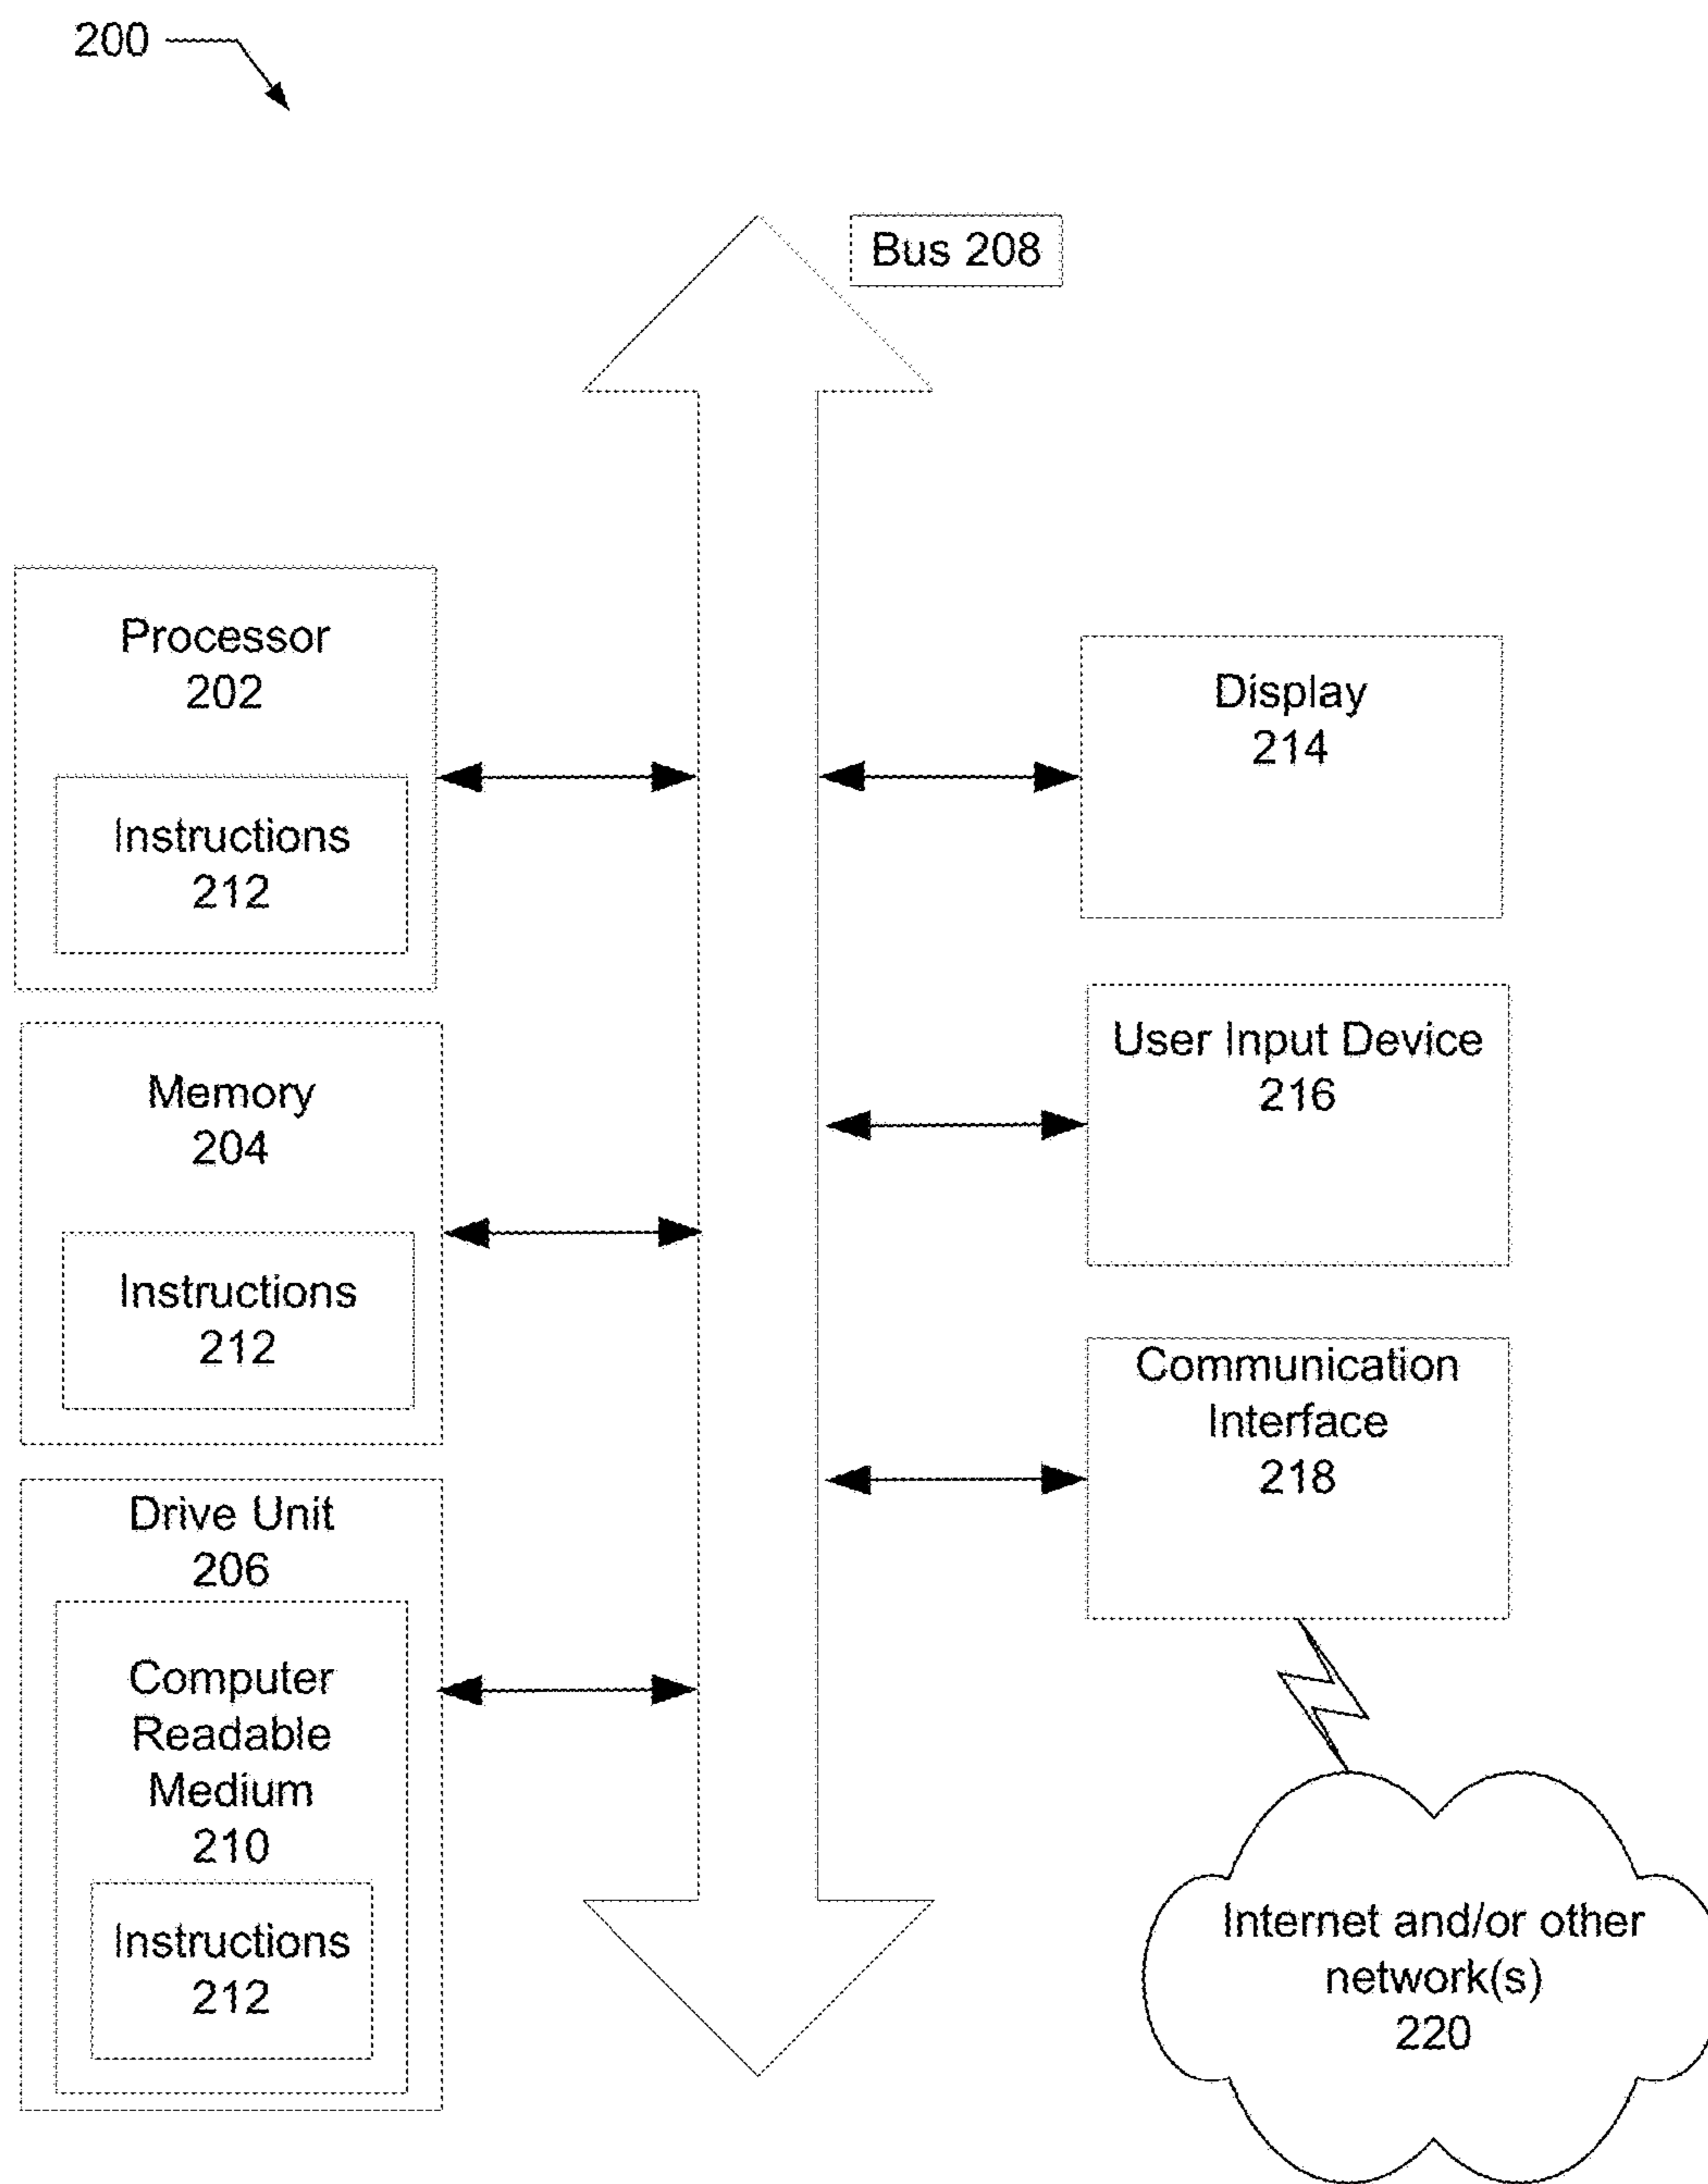 200
Bus 208
Processor
202
Instructions
212
Memory
204
Instructions
212
Drive Unit
206
Computer
Readable
Medium
210
Instructions
212
Display
214
User Input Device
216
Communication
Interface
218
Internet and/or other
network(s)
220